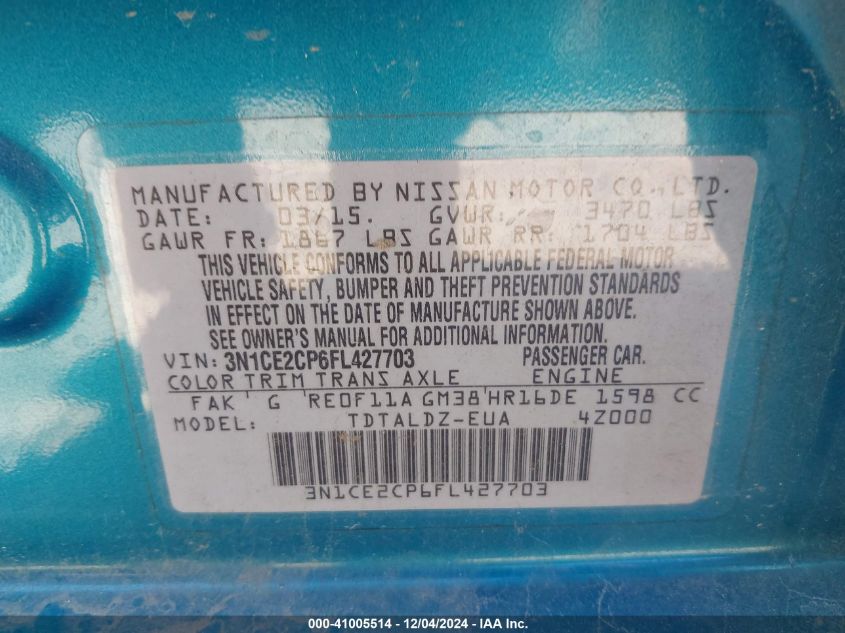 MANUFACTURED BY NISSAN MOTOR CO., LTD.
DATE: 03/15. GVWR: 3470 LBS
GAWR FR: 1867 LBS GAWR RR: 1704 LBS
THIS VEHICLE CONFORMS TO ALL APPLICABLE FEDERAL MOTOR
VEHICLE SAFETY, BUMPER AND THEFT PREVENTION STANDARDS
IN EFFECT ON THE DATE OF MANUFACTURE SHOWN ABOVE.
SEE OWNER'S MANUAL FOR ADDITIONAL INFORMATION.
VIN: 3N1CE2CP6FL427703 PASSENGER CAR.
COLOR TRIM TRANS AXLE ENGINE
FAK G RE0F11A GM38 HR16DE 1598 CC
MODEL: TDTALDZ-EUA 4Z000
3N1CE2CP6FL427703
000-41005514 - 12/04/2024 - IAA Inc.